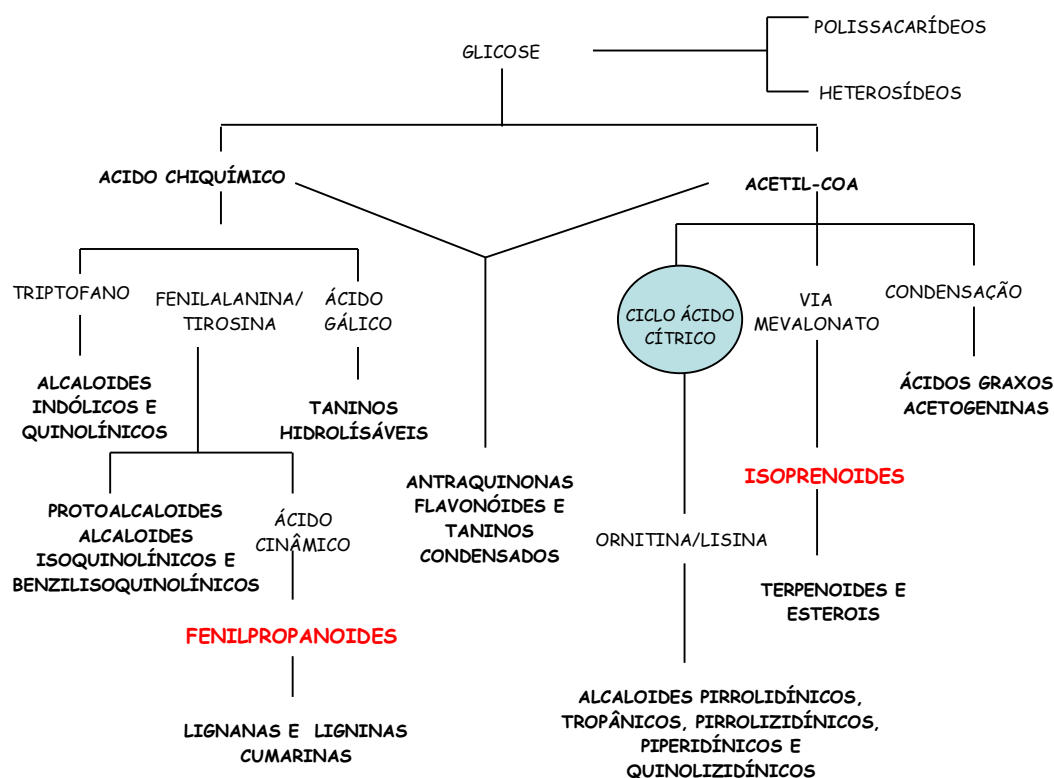 POLISSACARÍDEOS
GLICOSE
HETEROSÍDEOS
ACIDO CHIQUÍMICO
ACETIL-COA
TRIPTOFANO
FENILALANINA/
TIROSINA
ÁCIDO
GÁLICO
CICLO ÁCIDO
CÍTRICO
VIA
MEVALONATO
CONDENSAÇÃO
ALCALOIDES
INDÓLICOS E
QUINOLÍNICOS
TANINOS
HIDROLÍSÁVEIS
ÁCIDOS GRAXOS
ACETOGENINAS
PROTOALCALOIDES
ALCALOIDES
ISOQUINOLÍNICOS E
BENZILISOQUINOLÍNICOS
ÁCIDO
CINÂMICO
ANTRAQUINONAS
FLAVONÓIDES E
TANINOS
CONDENSADOS
ISOPRENOIDES
ORNITINA/LISINA
TERPENOIDES E
ESTEROIS
FENILPROPANOIDES
LIGNANAS E LIGNINAS
CUMARINAS
ALCALOIDES PIRROLIDÍNICOS,
TROPÂNICOS, PIRROLIZIDÍNICOS,
PIPERIDÍNICOS E
QUINOLIZIDÍNICOS